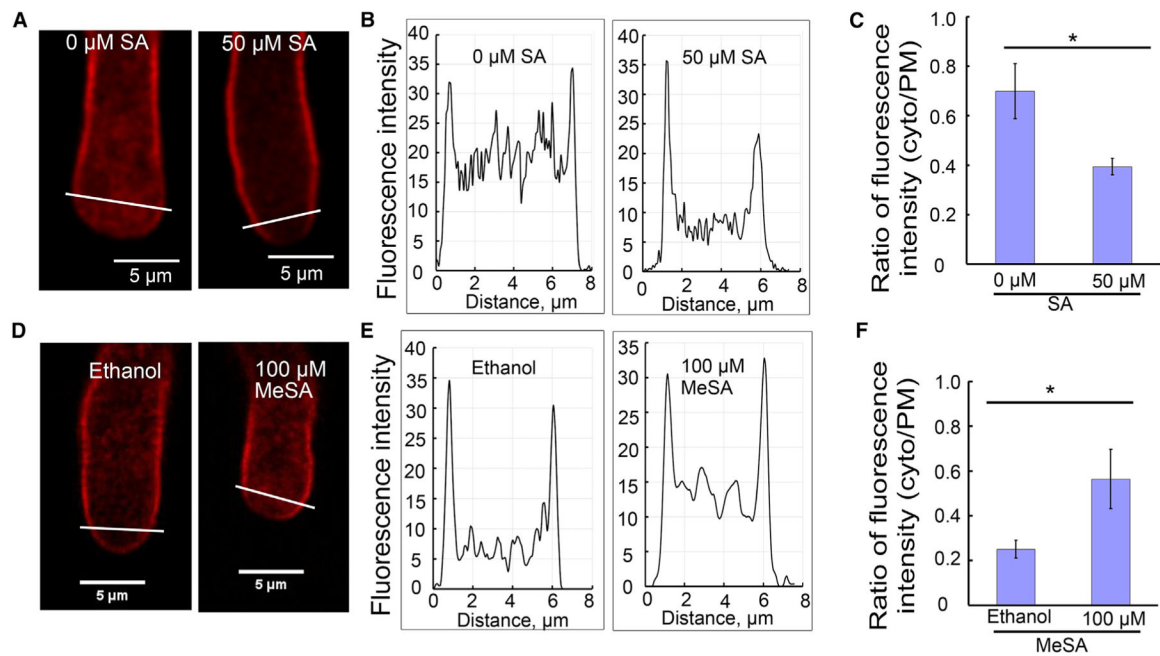 A
0 µM SA
50 µM SA
5 µm
5 µm
B
Fluorescence intensity
40
35
30
25
20
15
10
5
0
0 µM SA
0 2 4 6 8
Distance, µm
40
35
30
25
20
15
10
5
0
50 µM SA
2 4 6 8
Distance, µm
C
Ratio of fluorescence
intensity (cyto/PM)
1.0
0.8
0.6
0.4
0.2
0
*
0 µM 50 µM
SA
D
Ethanol
100 µM
MeSA
5 µm
5 µm
E
Fluorescence intensity
40
35
30
25
20
15
10
5
0
Ethanol
0 2 4 6 8
Distance, µm
35
30
25
20
15
10
5
0
100 µM
MeSA
2 4 6 8
Distance, µm
F
Ratio of fluorescence
intensity (cyto/PM)
1.0
0.8
0.6
0.4
0.2
0
*
Ethanol 100 µM
MeSA